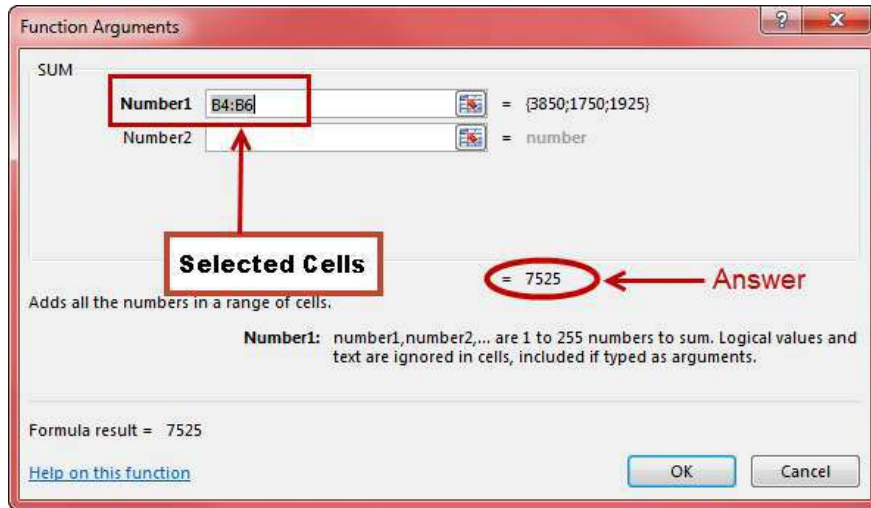 Function Arguments
SUM
Number1 B4:B6 = {3850;1750;1925}
Number2 = number
Selected Cells
= 7525 Answer
Adds all the numbers in a range of cells.
Number1: number1,number2,... are 1 to 255 numbers to sum. Logical values and
text are ignored in cells, included if typed as arguments.
Formula result = 7525
Help on this function OK Cancel